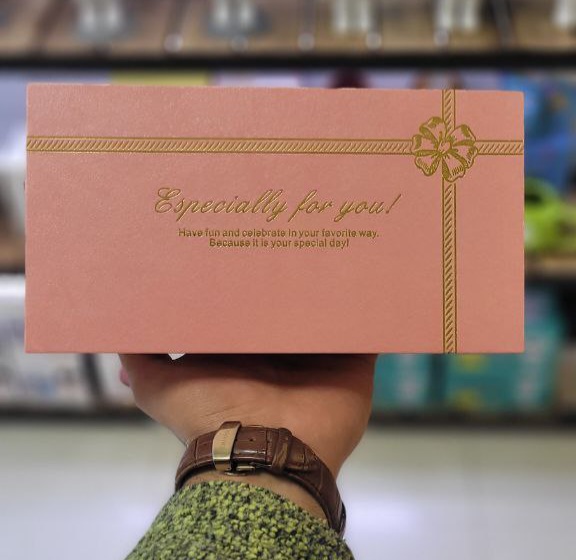 Especially for you!
Have fun and celebrate in your favorite way.
Because it is your special day!